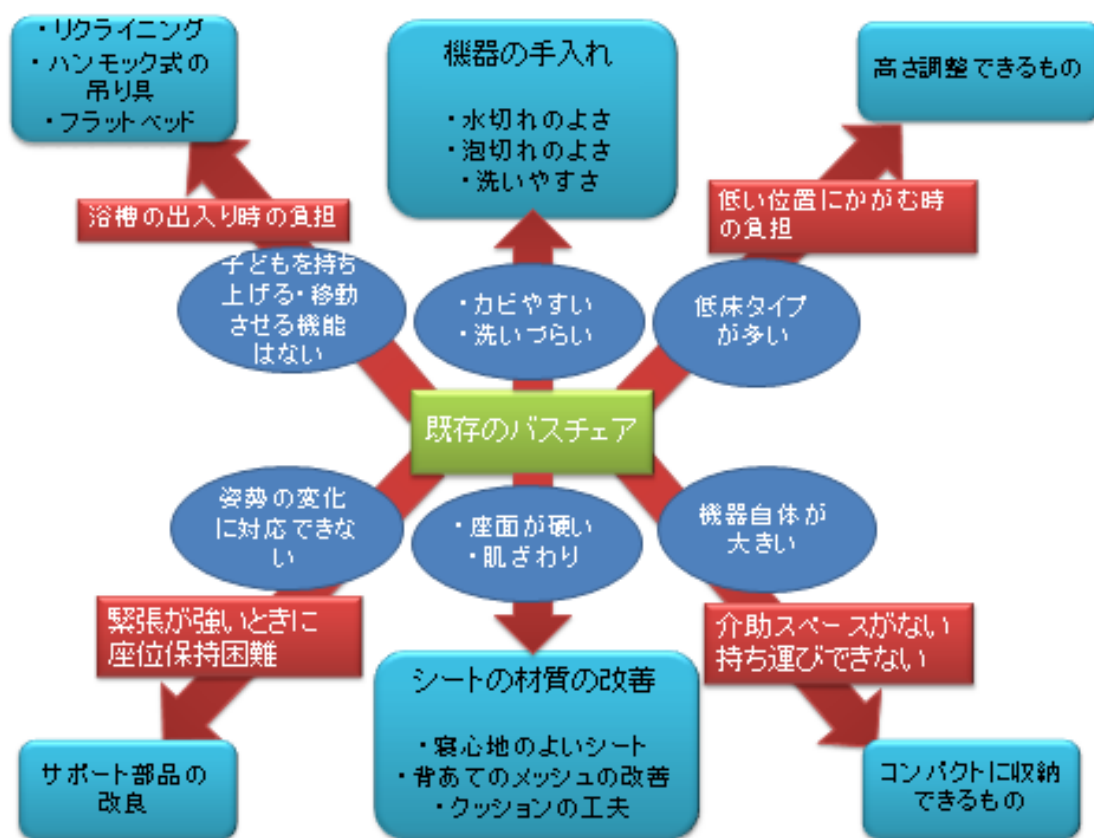 ・リクライニング
・ハンモック式の
吊り具
・フラットベッド
機器の手入れ
・水切れのよさ
・泡切れのよさ
・洗いやすさ
高さ調整できるもの
浴槽の出入り時の負担
低い位置にかがむ時
の負担
子どもを持ち
上げる・移動
させる機能
はない
・カビやすい
・洗いづらい
低床タイプ
が多い
既存のバスチェア
姿勢の変化
に対応できな
い
・座面が硬い
・肌ざわり
機器自体が
大きい
緊張が強いときに
座位保持困難
介助スペースがない
持ち運びできない
サポート部品の
改良
シートの材質の改善
・寝心地のよいシート
・背あてのメッシュの改善
・クッションの工夫
コンパクトに収納
できるもの